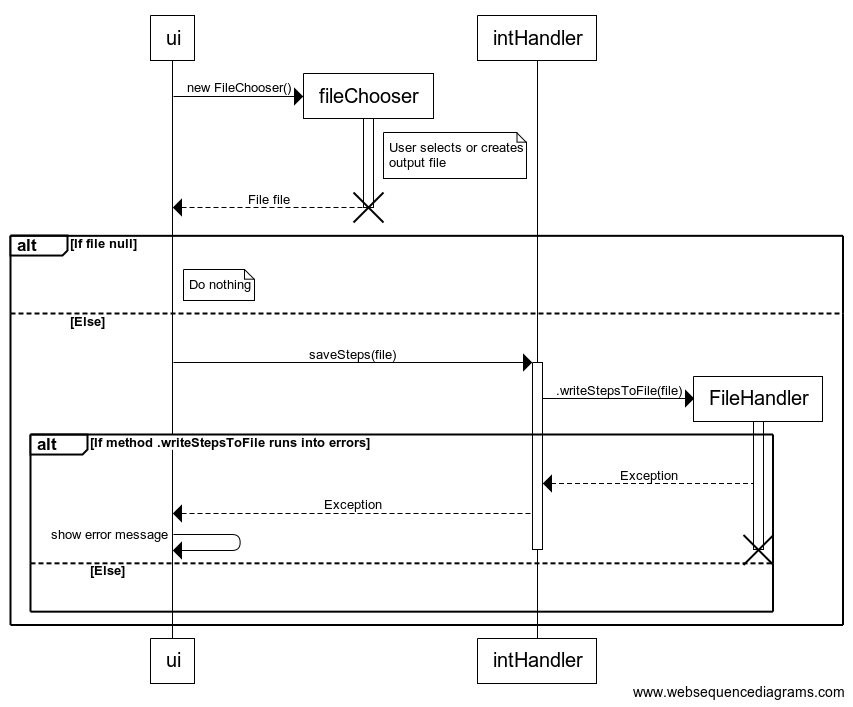 ui
intHandler
new FileChooser()
fileChooser
User selects or creates
output file
File file
alt
[If file null]
Do nothing
[Else]
saveSteps(file)
.writeStepsToFile(file)
FileHandler
alt
[If method .writeStepsToFile runs into errors]
Exception
Exception
show error message
[Else]
ui
intHandler
www.websequencediagrams.com